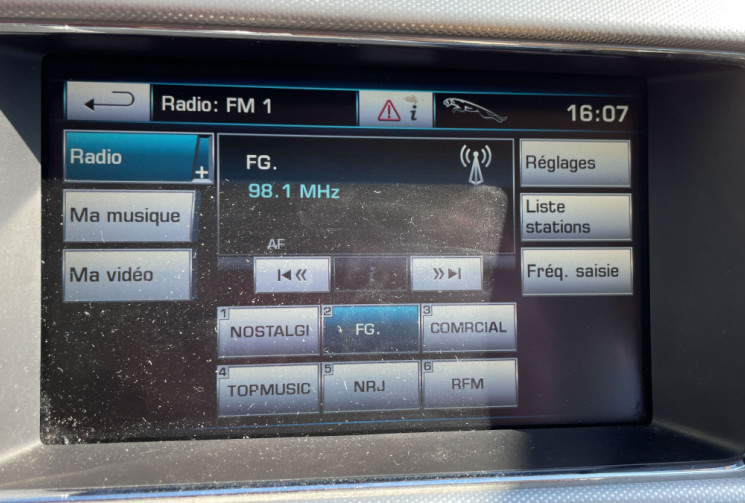 Radio: FM 1
i
16:07
Radio
+
FG.
98.1 MHz
AF
Réglages
Ma musique
Liste
stations
Ma vidéo
Fréq. saisie
1 NOSTALGI
2 FG.
3 COMRCIAL
4 TOPMUSIC
5 NRJ
6 RFM